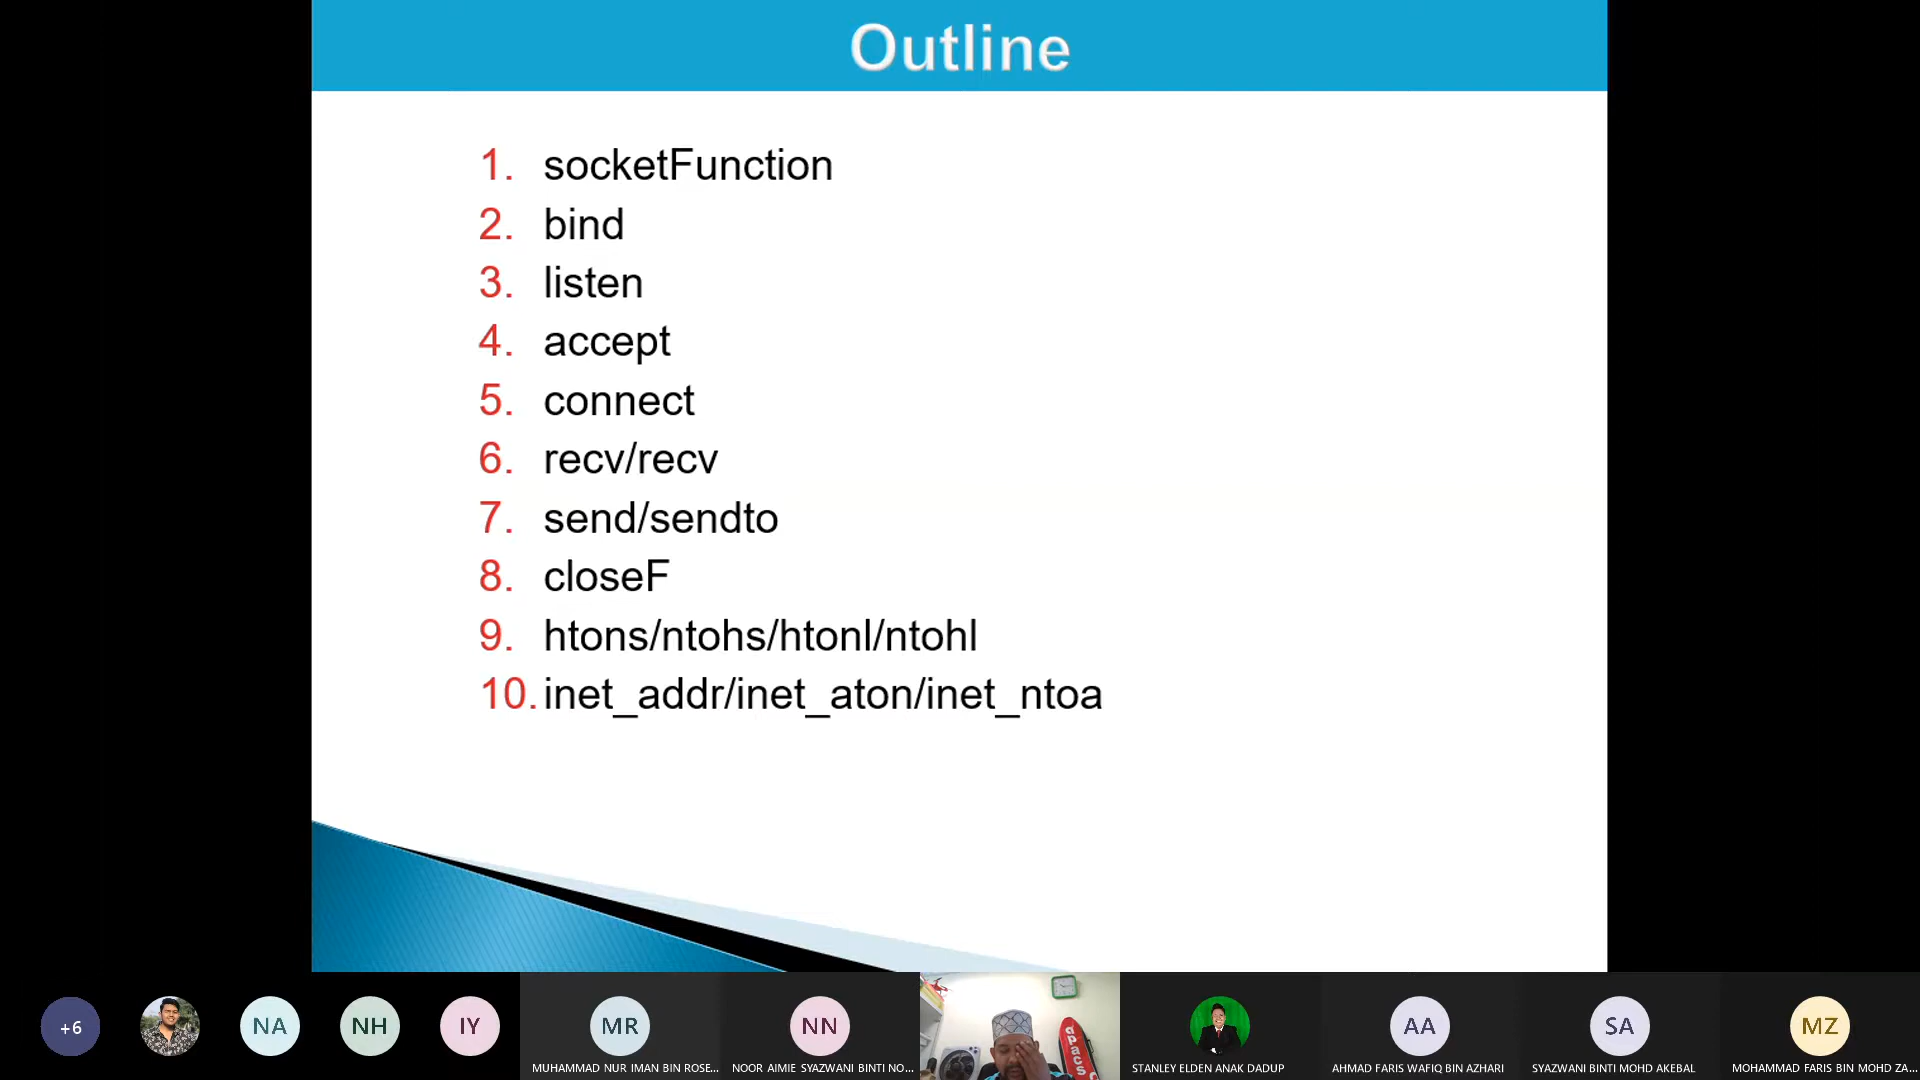 Outline
1. socketFunction
2. bind
3. listen
4. accept
5. connect
6. recv/recv
7. send/sendto
8. closeF
9. htons/ntohs/htonl/ntohl
10. inet_addr/inet_aton/inet_ntoa
+6
NA
NH
IY
MR
NN
AA
SA
MZ
MUHAMMAD NUR IMAN BIN ROSE...
NOOR AIMIE SYAZWANI BINTI NO...
STANLEY ELDEN ANAK DADUP
AHMAD FARIS WAFIQ BIN AZHARI
SYAZWANI BINTI MOHD AKEBAL
MOHAMMAD FARIS BIN MOHD ZA...